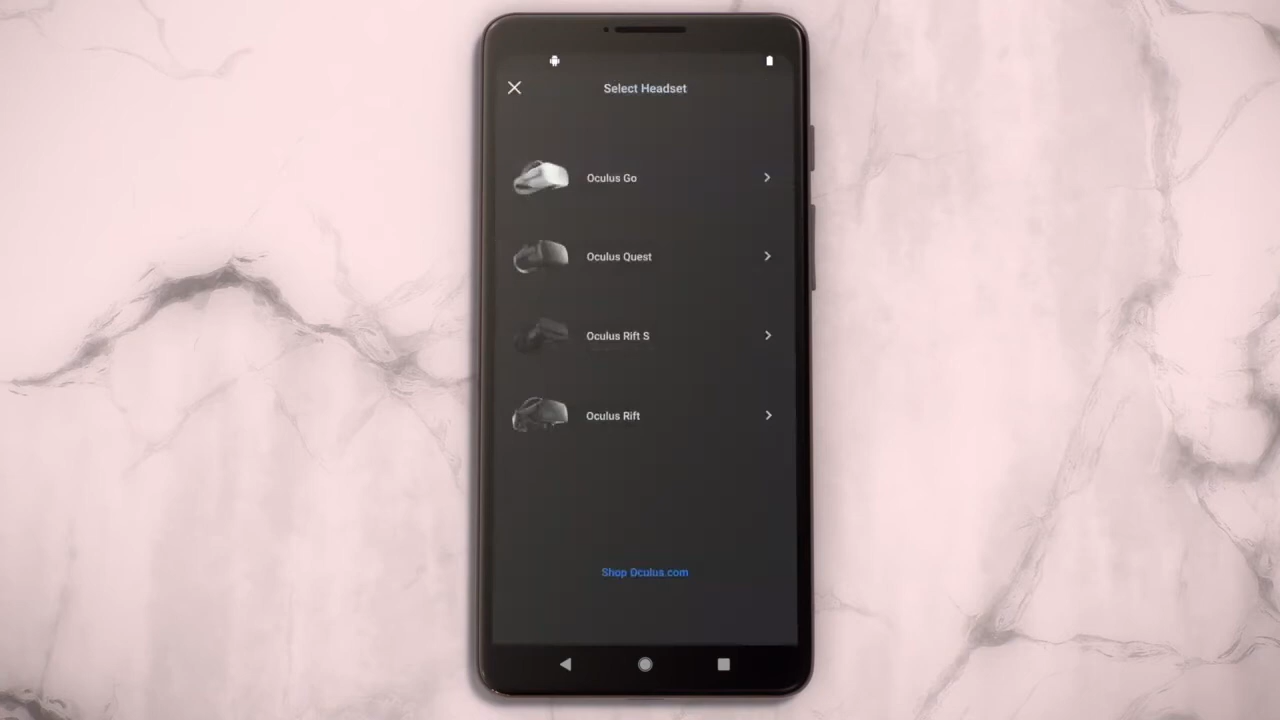 Select Headset
Oculus Go
Oculus Quest
Oculus Rift S
Oculus Rift
Shop Oculus.com